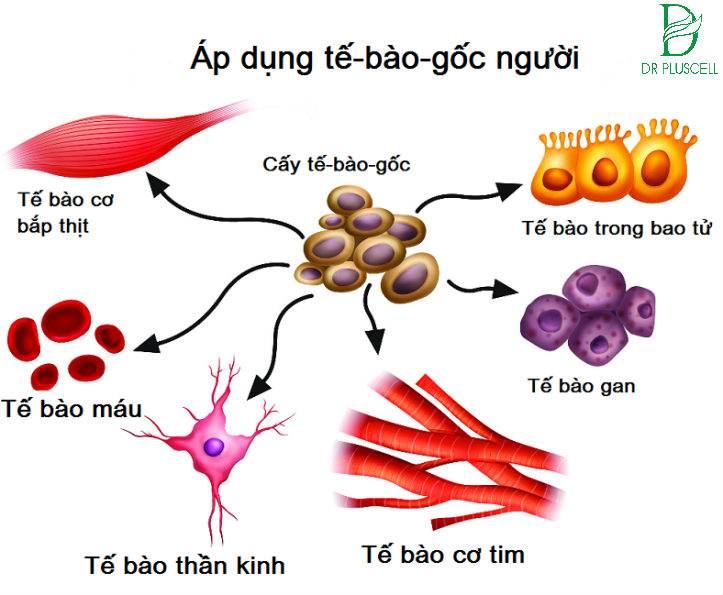 Áp dụng tế-bào-gốc người
DR PLUSCELL
Cấy tế-bào-gốc
Tế bào cơ
bắp thịt
Tế bào trong bao tử
Tế bào máu
Tế bào gan
Tế bào thần kinh
Tế bào cơ tim